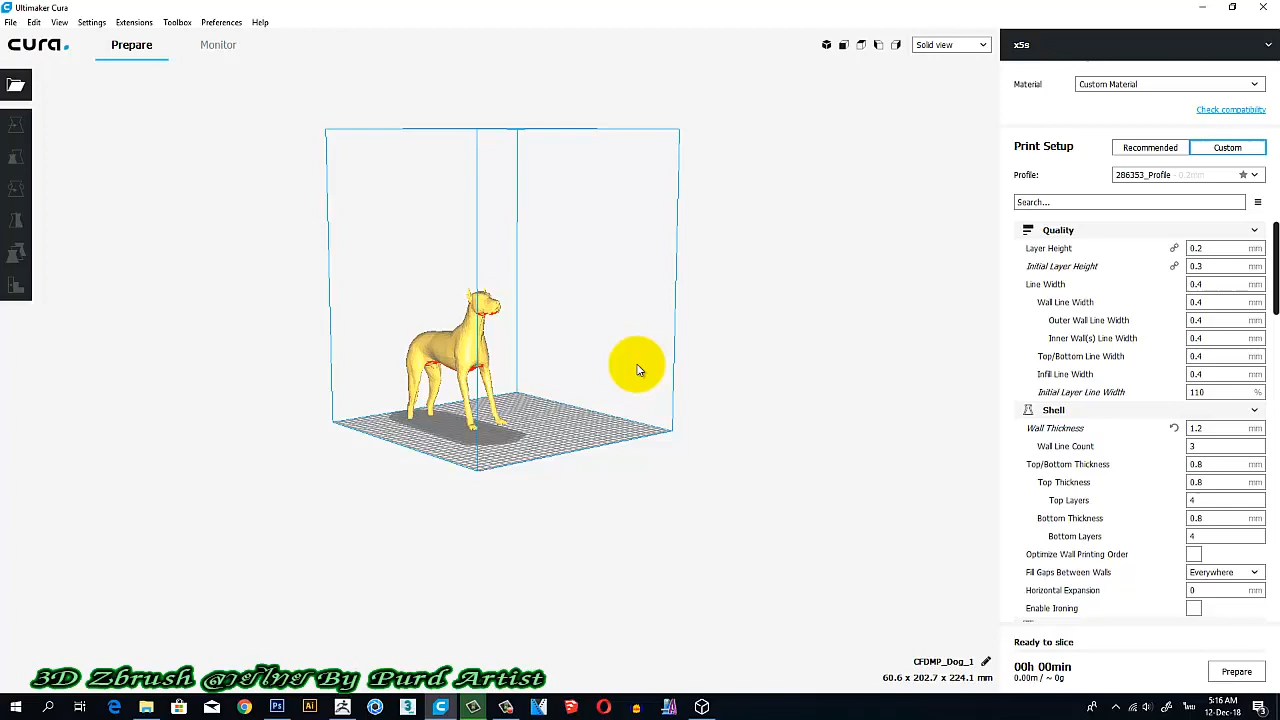 Ultimaker Cura
File Edit View Settings Extensions Toolbox Preferences Help
cura.
Prepare Monitor
Solid view
x5s
Material Custom Material
Check compatibility
Print Setup Recommended Custom
Profile: 286353_Profile - 0.2mm
Search...
Quality
Layer Height 0.2 mm
Initial Layer Height 0.3 mm
Line Width 0.4 mm
Wall Line Width 0.4 mm
Outer Wall Line Width 0.4 mm
Inner Wall(s) Line Width 0.4 mm
Top/Bottom Line Width 0.4 mm
Infill Line Width 0.4 mm
Initial Layer Line Width 110 %
Shell
Wall Thickness 1.2 mm
Wall Line Count 3
Top/Bottom Thickness 0.8 mm
Top Thickness 0.8 mm
Top Layers 4
Bottom Thickness 0.8 mm
Bottom Layers 4
Optimize Wall Printing Order
Fill Gaps Between Walls Everywhere
Horizontal Expansion 0 mm
Enable Ironing
Ready to slice
CFDMP_Dog_1
60.6 x 202.7 x 224.1 mm
00h 00min
0.00m / ~ 0g
Prepare
3D Zbrush @สายไทย By Purd Artist
5:16 AM
12-Dec-18